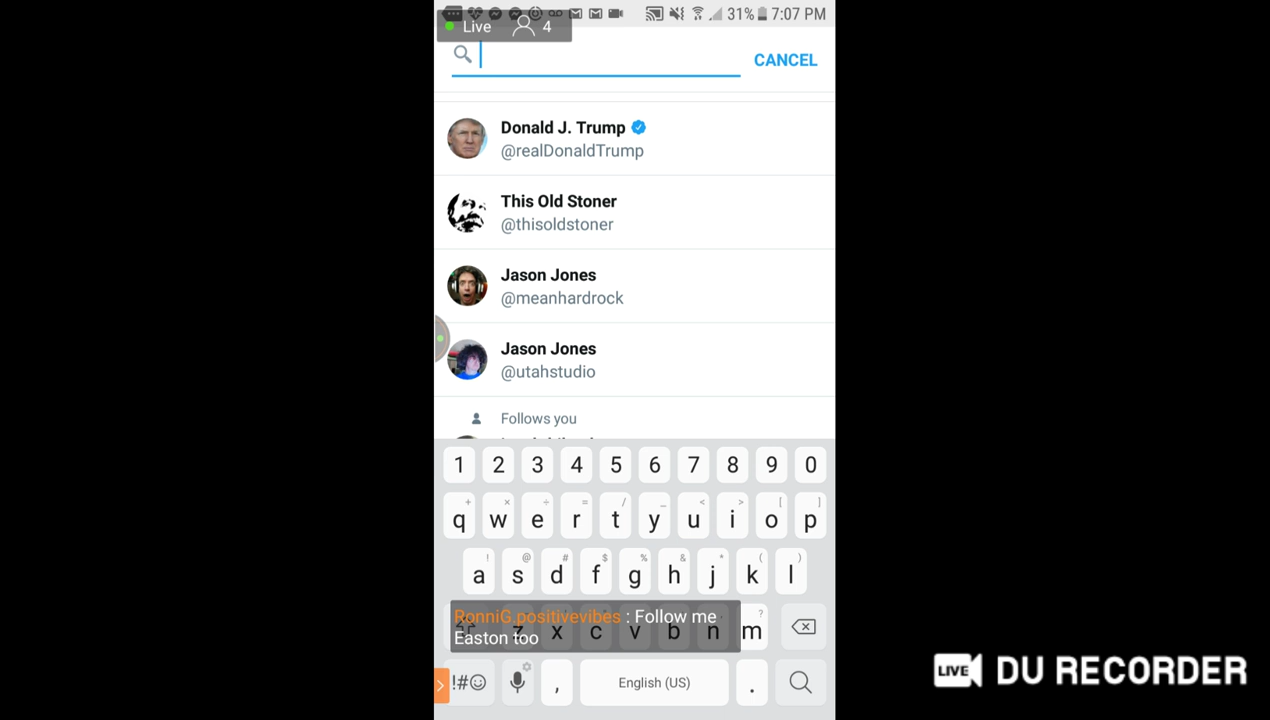 31% 7:07 PM
Live 4
CANCEL
Donald J. Trump
@realDonaldTrump
This Old Stoner
@thisoldstoner
Jason Jones
@meanhardrock
Jason Jones
@utahstudio
Follows you
1 2 3 4 5 6 7 8 9 0
+ × ÷ = / _ < > [ ]
q w e r t y u i o p
! @ # $ % & * ( )
a s d f g h j k l
?
z x c v b n m
RonniG.positivevibes : Follow me
Easton too
!#☺ , English (US) .
LIVE DU RECORDER